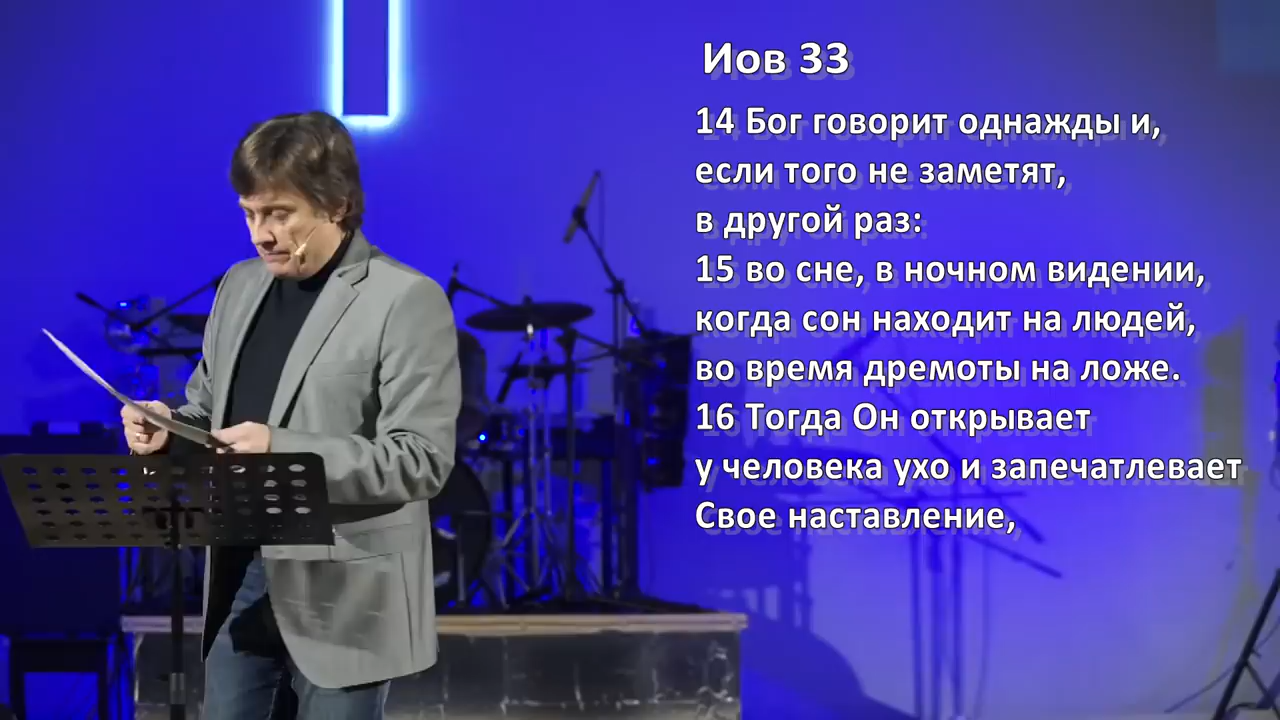 Иов 33
14 Бог говорит однажды и,
если того не заметят,
в другой раз:
15 во сне, в ночном видении,
когда сон находит на людей,
во время дремоты на ложе.
16 Тогда Он открывает
у человека ухо и запечатлевает
Свое наставление,